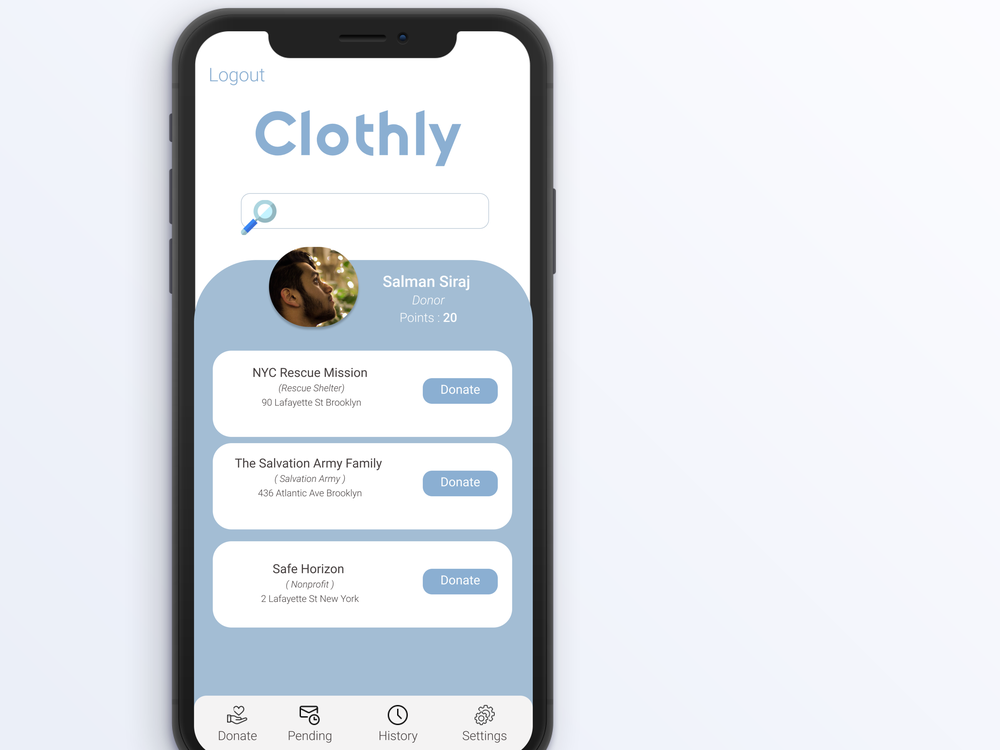 Logout
Clothly
Salman Siraj
Donor
Points : 20
NYC Rescue Mission
(Rescue Shelter)
90 Lafayette St Brooklyn
Donate
The Salvation Army Family
( Salvation Army )
436 Atlantic Ave Brooklyn
Donate
Safe Horizon
( Nonprofit )
2 Lafayette St New York
Donate
Donate Pending History Settings